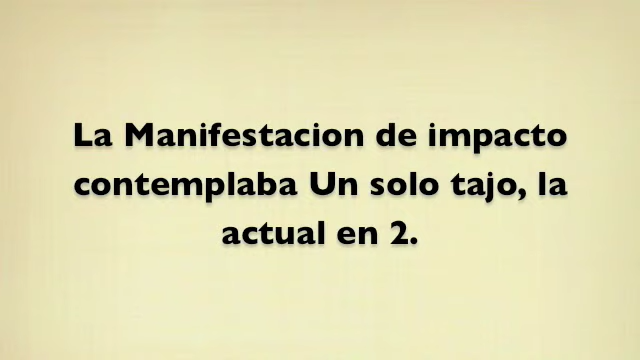 La Manifestacion de impacto
contemplaba Un solo tajo, la
actual en 2.